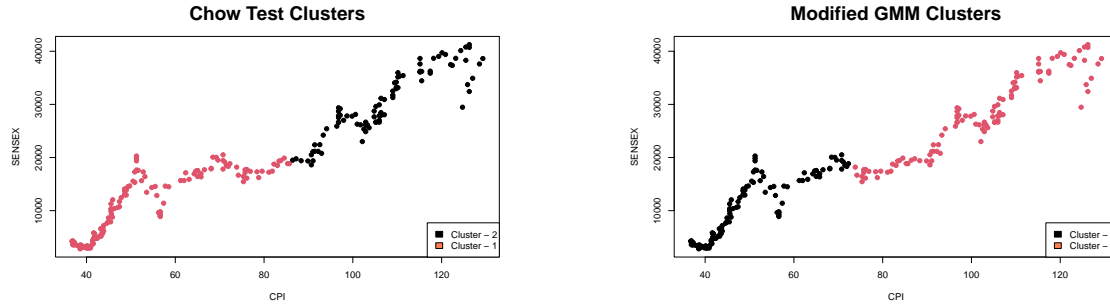 Chow Test Clusters
SENSEX
40000
30000
20000
10000
Cluster − 2
Cluster − 1
40 60 80 100 120
CPI
Modified GMM Clusters
SENSEX
40000
30000
20000
10000
Cluster −
Cluster −
40 60 80 100 120
CPI